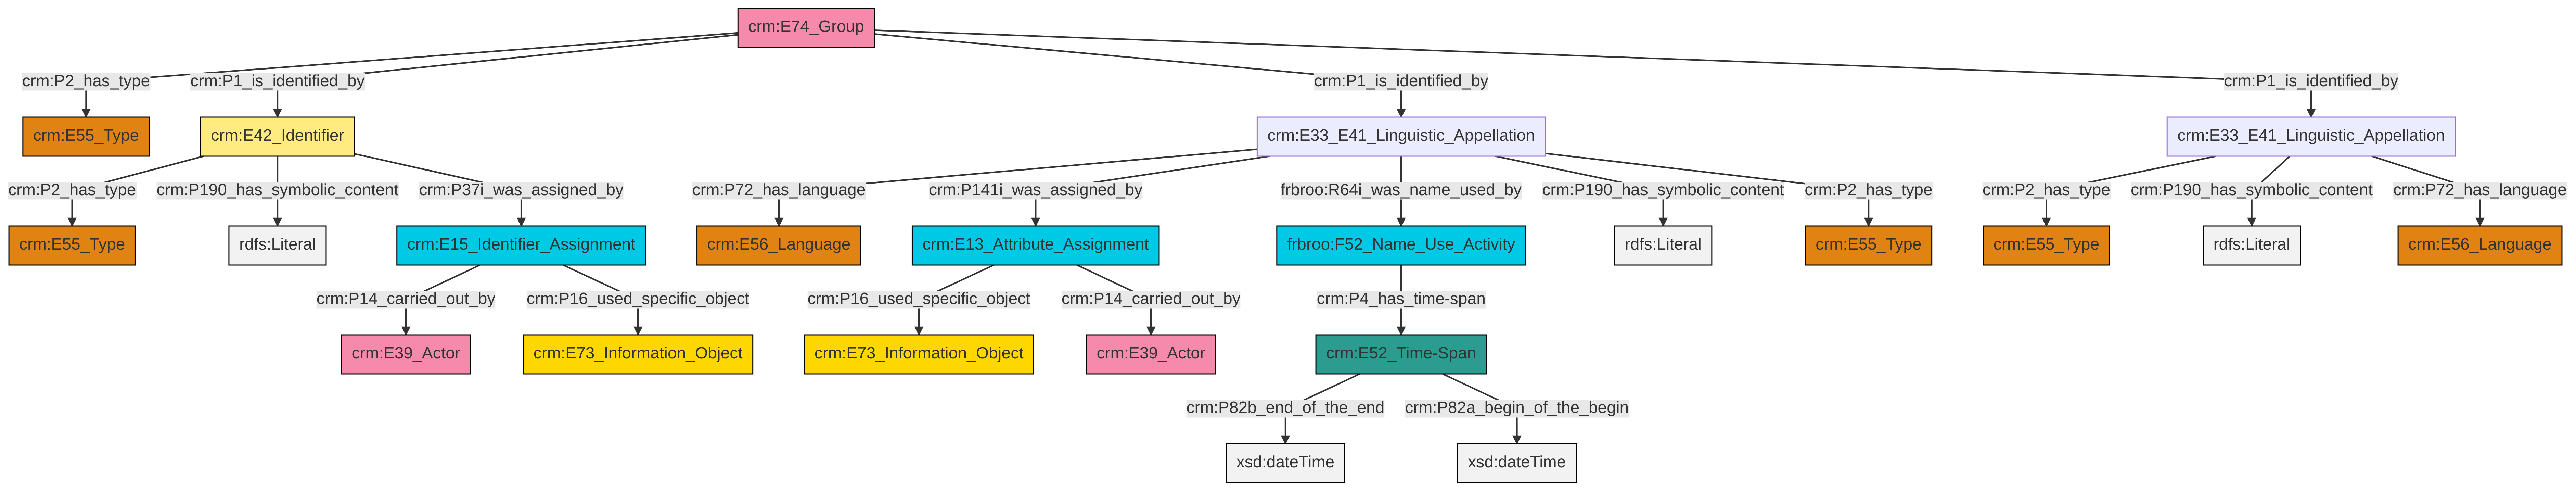 crm:E74_Group
crm:P2_has_type
crm:P1_is_identified_by
crm:P1_is_identified_by
crm:P1_is_identified_by
crm:E55_Type
crm:E42_Identifier
crm:E33_E41_Linguistic_Appellation
crm:E33_E41_Linguistic_Appellation
crm:P2_has_type
crm:P190_has_symbolic_content
crm:P37i_was_assigned_by
crm:P72_has_language
crm:P141i_was_assigned_by
frbroo:R64i_was_name_used_by
crm:P190_has_symbolic_content
crm:P2_has_type
crm:P2_has_type
crm:P190_has_symbolic_content
crm:P72_has_language
crm:E55_Type
rdfs:Literal
crm:E15_Identifier_Assignment
crm:E56_Language
crm:E13_Attribute_Assignment
frbroo:F52_Name_Use_Activity
rdfs:Literal
crm:E55_Type
crm:E55_Type
rdfs:Literal
crm:E56_Language
crm:P14_carried_out_by
crm:P16_used_specific_object
crm:P16_used_specific_object
crm:P14_carried_out_by
crm:P4_has_time-span
crm:E39_Actor
crm:E73_Information_Object
crm:E73_Information_Object
crm:E39_Actor
crm:E52_Time-Span
crm:P82b_end_of_the_end
crm:P82a_begin_of_the_begin
xsd:dateTime
xsd:dateTime